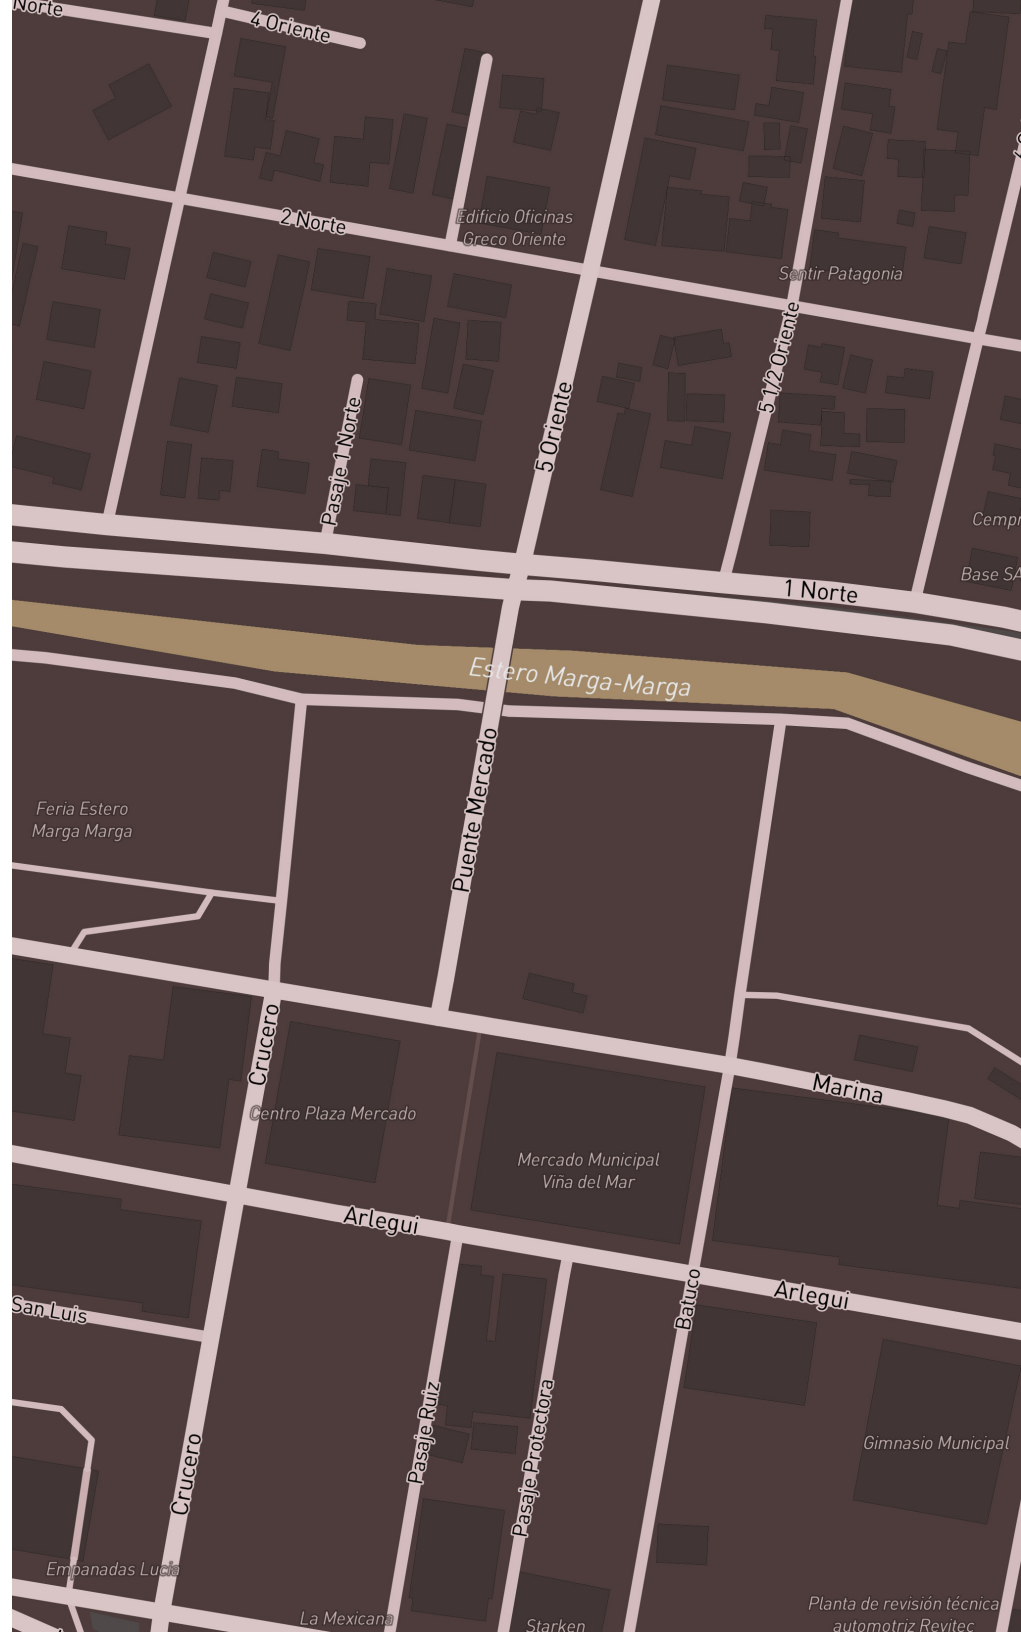 Norte
4 Oriente
2 Norte
Edificio Oficinas
Greco Oriente
Sentir Patagonia
5 1/2 Oriente
5 Oriente
Pasaje 1 Norte
Cempr
Base SA
1 Norte
Estero Marga-Marga
Puente Mercado
Feria Estero
Marga Marga
Crucero
Marina
Centro Plaza Mercado
Mercado Municipal
Viña del Mar
Arlegui
Arlegui
Batuco
San Luis
Pasaje Ruiz
Pasaje Protectora
Crucero
Gimnasio Municipal
Empanadas Lucia
La Mexicana
Starken
Planta de revisión técnica
automotriz Revitec